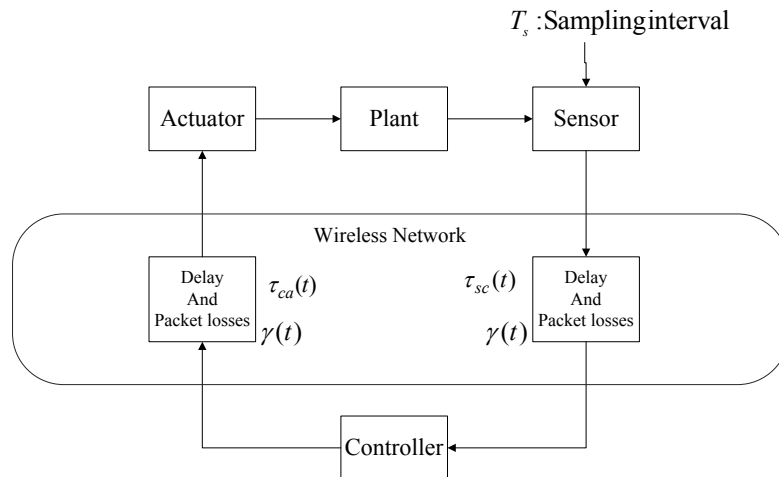 T_s :Samplinginterval
Actuator
Plant
Sensor
Wireless Network
Delay
And
Packet losses
τ_ca(t)
γ(t)
τ_sc(t)
γ(t)
Delay
And
Packet losses
Controller